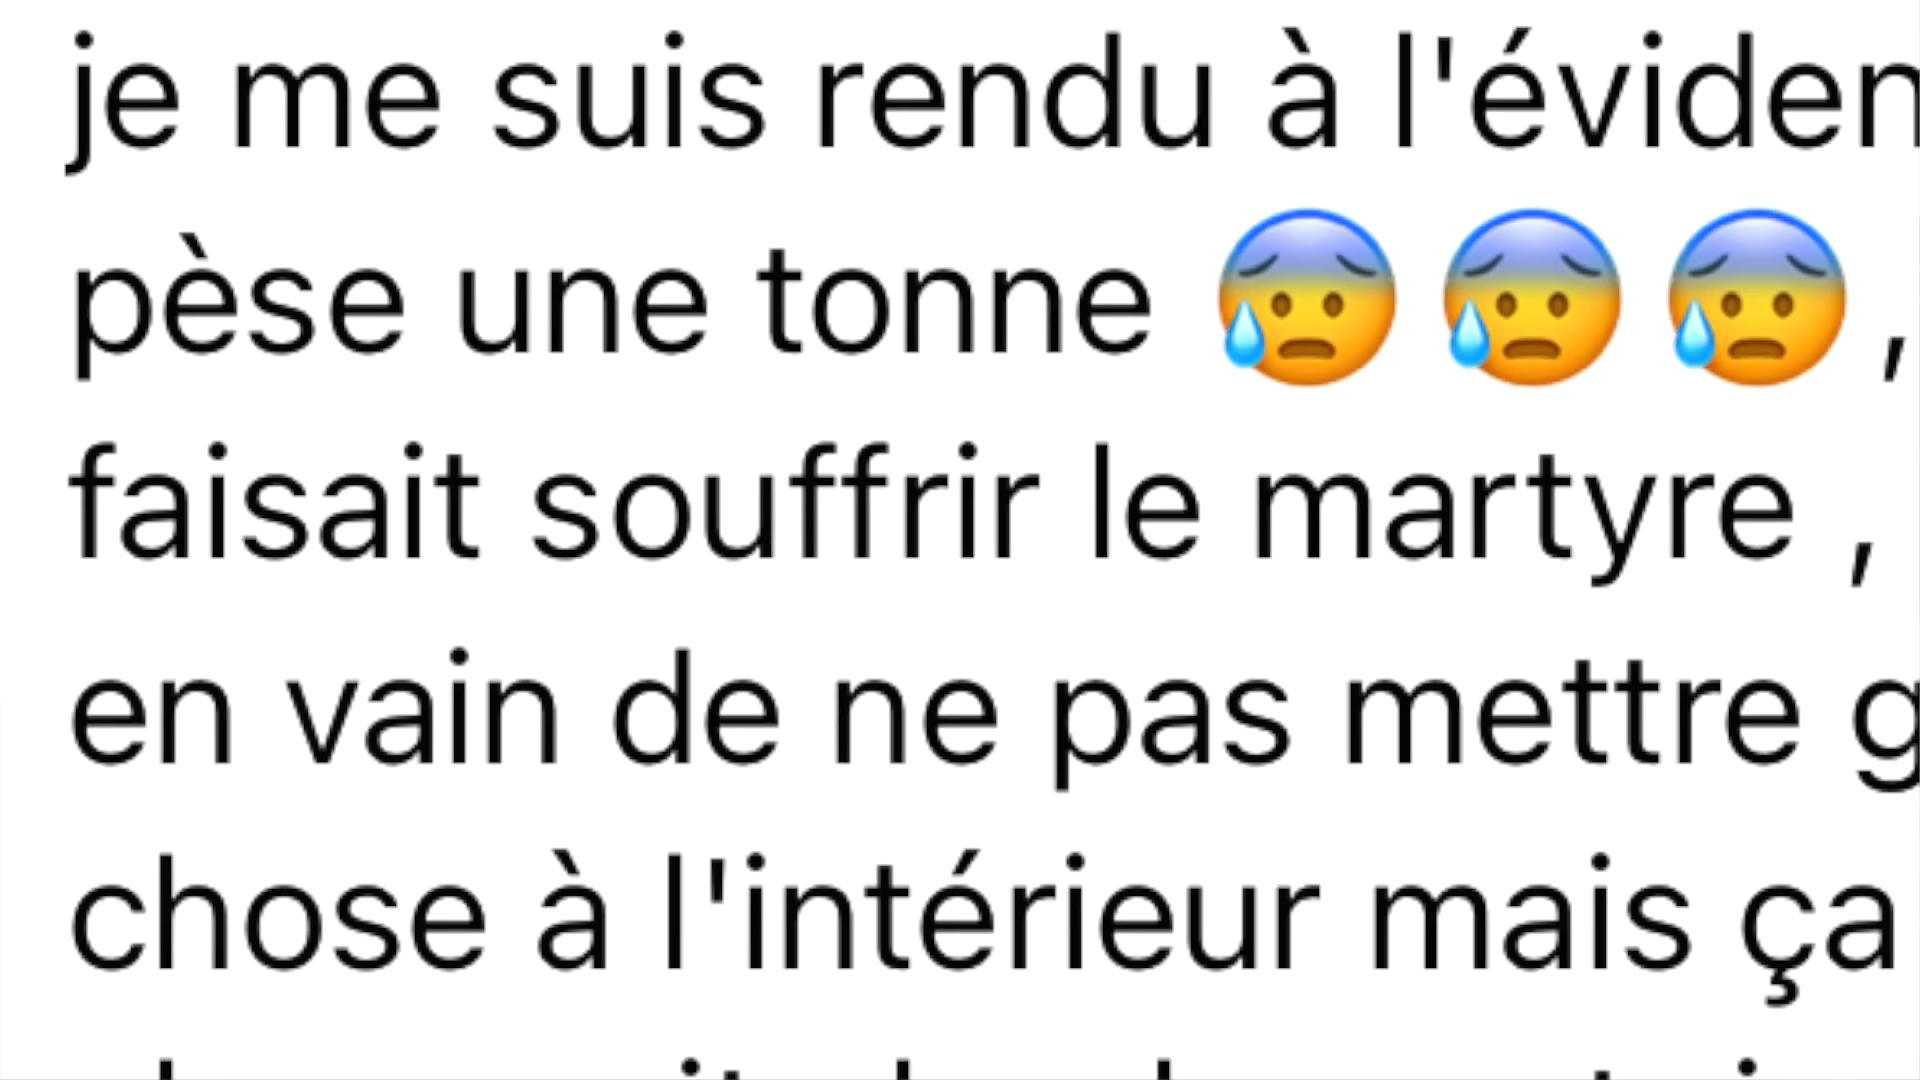 je me suis rendu à l'éviden
pèse une tonne 😰😰😰,
faisait souffrir le martyre ,
en vain de ne pas mettre g
chose à l'intérieur mais ça